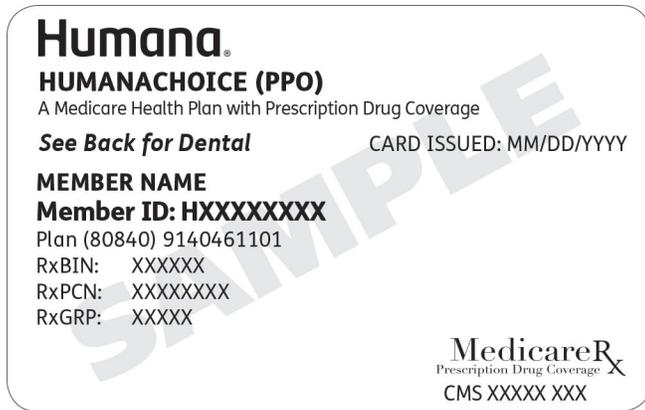 Humana®
HUMANACHOICE (PPO)
A Medicare Health Plan with Prescription Drug Coverage
See Back for Dental
CARD ISSUED: MM/DD/YYYY
MEMBER NAME
Member ID: HXXXXXXXX
Plan (80840) 9140461101
RxBIN: XXXXXX
RxPCN: XXXXXXXX
RxGRP: XXXXX
SAMPLE
MedicareRx
Prescription Drug Coverage
CMS XXXXX XXX